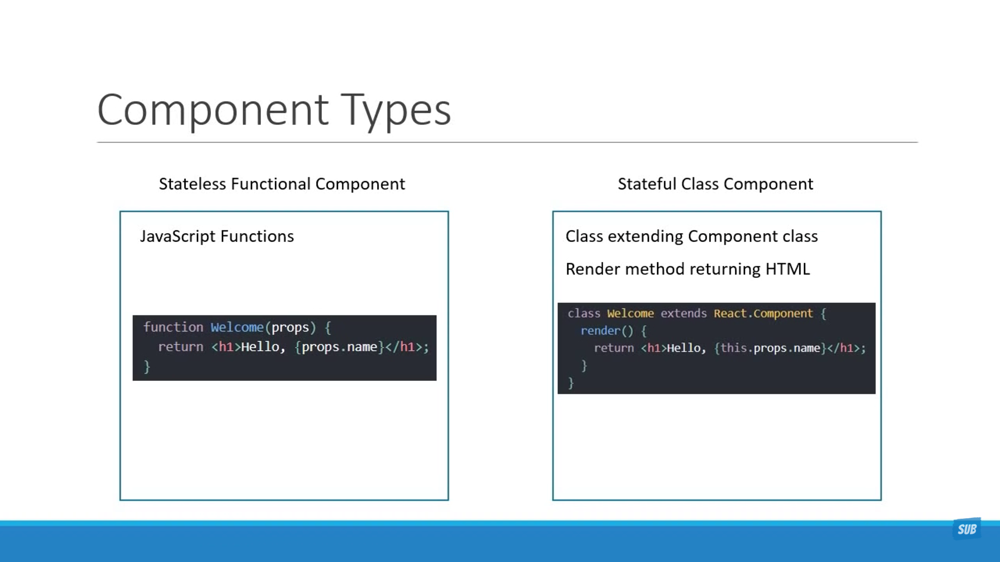 Component Types
Stateless Functional Component
JavaScript Functions
function Welcome(props) {
  return <h1>Hello, {props.name}</h1>;
}
Stateful Class Component
Class extending Component class
Render method returning HTML
class Welcome extends React.Component {
  render() {
    return <h1>Hello, {this.props.name}</h1>;
  }
}
SUB